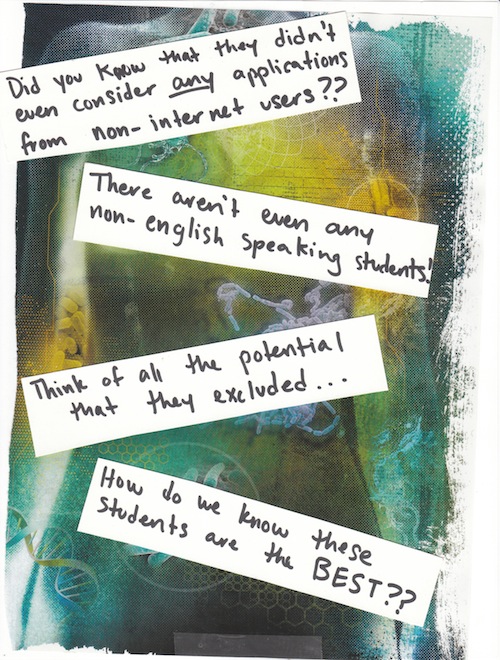 Did you know that they didn't
even consider any applications
from non-internet users??
There aren't even any
non-english speaking students!
Think of all the potential
that they excluded...
How do we know these
students are the BEST??